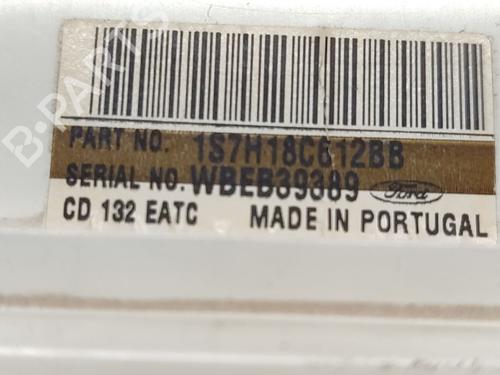 PART NO. 1S7H18C612BB
SERIAL NO. WBEB39389 Ford
CD 132 EATC MADE IN PORTUGAL
B-PARTS